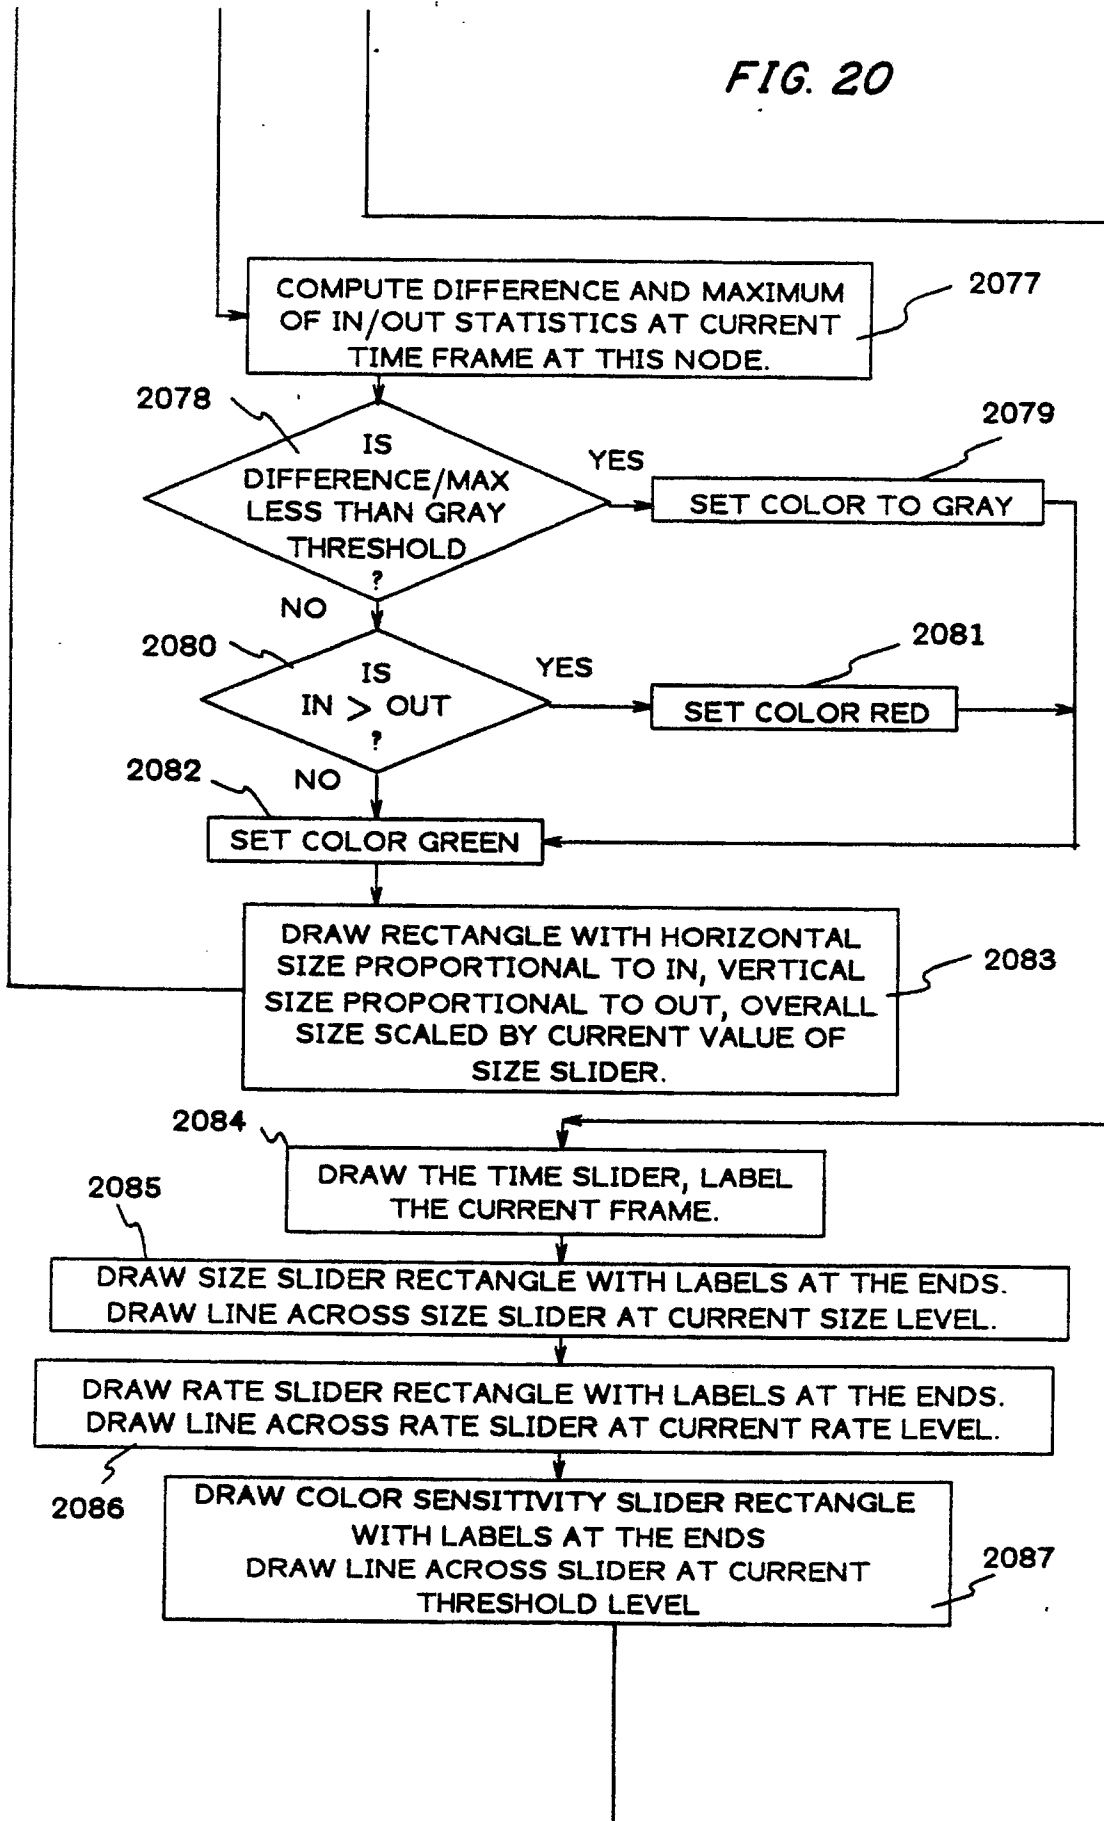 FIG. 20
COMPUTE DIFFERENCE AND MAXIMUM
OF IN/OUT STATISTICS AT CURRENT
TIME FRAME AT THIS NODE.
2077
2078
IS
DIFFERENCE/MAX
LESS THAN GRAY
THRESHOLD
?
YES
2079
SET COLOR TO GRAY
NO
2080
IS
IN > OUT
?
YES
2081
SET COLOR RED
NO
2082
SET COLOR GREEN
DRAW RECTANGLE WITH HORIZONTAL
SIZE PROPORTIONAL TO IN, VERTICAL
SIZE PROPORTIONAL TO OUT, OVERALL
SIZE SCALED BY CURRENT VALUE OF
SIZE SLIDER.
2083
2084
DRAW THE TIME SLIDER, LABEL
THE CURRENT FRAME.
2085
DRAW SIZE SLIDER RECTANGLE WITH LABELS AT THE ENDS.
DRAW LINE ACROSS SIZE SLIDER AT CURRENT SIZE LEVEL.
DRAW RATE SLIDER RECTANGLE WITH LABELS AT THE ENDS.
DRAW LINE ACROSS RATE SLIDER AT CURRENT RATE LEVEL.
2086
DRAW COLOR SENSITIVITY SLIDER RECTANGLE
WITH LABELS AT THE ENDS
DRAW LINE ACROSS SLIDER AT CURRENT
THRESHOLD LEVEL
2087